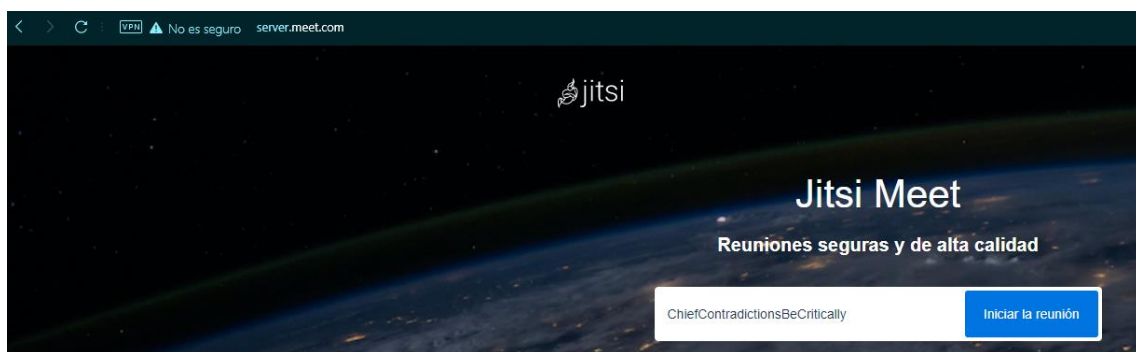 VPN No es seguro server.meet.com
jitsi
Jitsi Meet
Reuniones seguras y de alta calidad
ChiefContradictionsBeCritically Iniciar la reunión